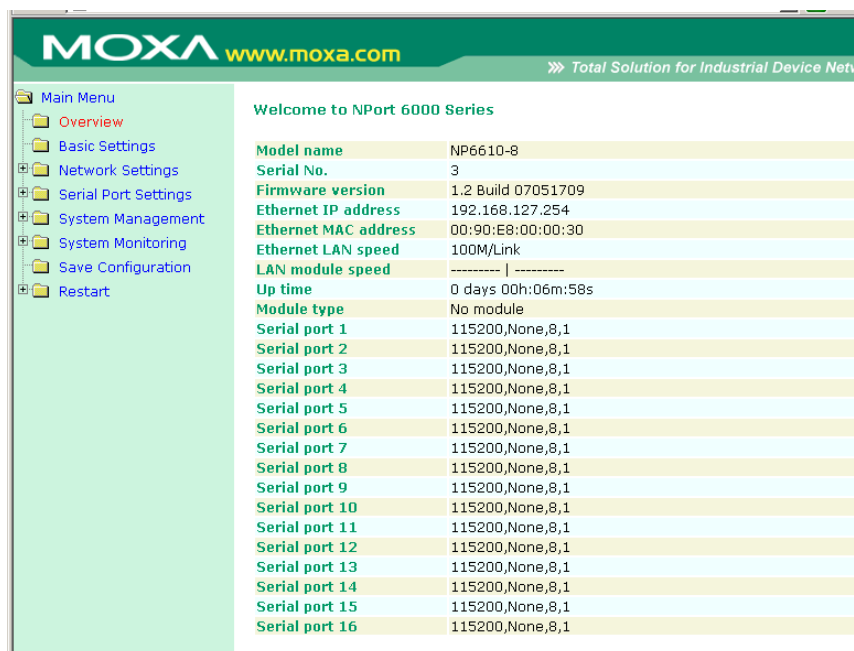 MOXA www.moxa.com
Total Solution for Industrial Device Netw
Main Menu
Overview
Basic Settings
Network Settings
Serial Port Settings
System Management
System Monitoring
Save Configuration
Restart
Welcome to NPort 6000 Series
Model name NP6610-8
Serial No. 3
Firmware version 1.2 Build 07051709
Ethernet IP address 192.168.127.254
Ethernet MAC address 00:90:E8:00:00:30
Ethernet LAN speed 100M/Link
LAN module speed --------- | ---------
Up time 0 days 00h:06m:58s
Module type No module
Serial port 1 115200,None,8,1
Serial port 2 115200,None,8,1
Serial port 3 115200,None,8,1
Serial port 4 115200,None,8,1
Serial port 5 115200,None,8,1
Serial port 6 115200,None,8,1
Serial port 7 115200,None,8,1
Serial port 8 115200,None,8,1
Serial port 9 115200,None,8,1
Serial port 10 115200,None,8,1
Serial port 11 115200,None,8,1
Serial port 12 115200,None,8,1
Serial port 13 115200,None,8,1
Serial port 14 115200,None,8,1
Serial port 15 115200,None,8,1
Serial port 16 115200,None,8,1